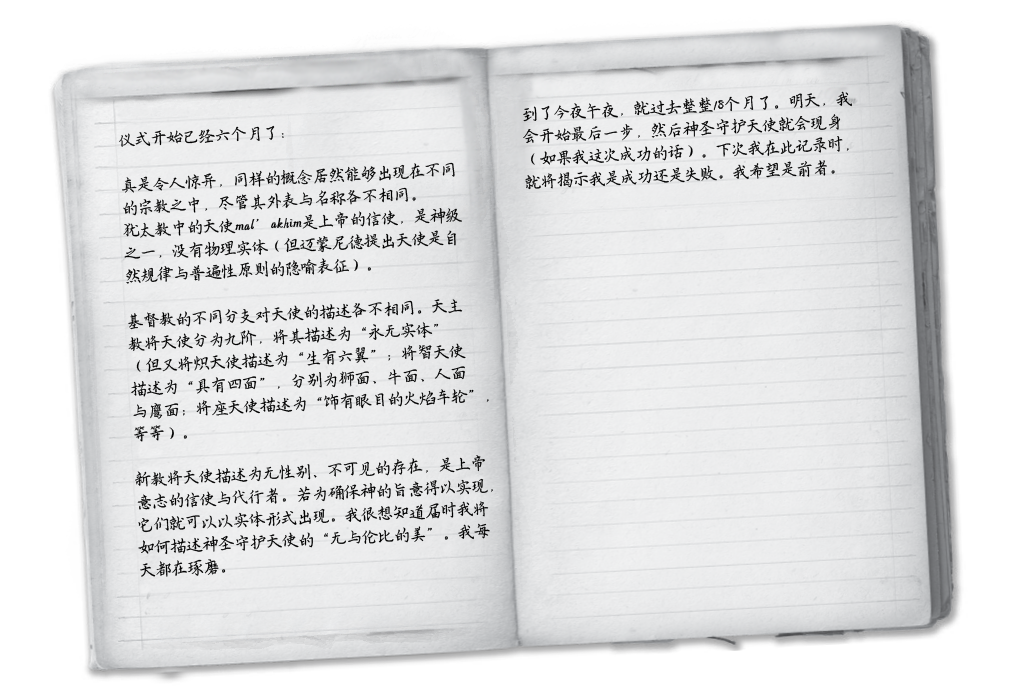 仪式开始已经六个月了：
真是令人惊异，同样的概念居然能够出现在不同
的宗教之中，尽管其外表与名称各不相同。
犹太教中的天使mal’akhim是上帝的信使，是神级
之一，没有物理实体（但迈蒙尼德提出天使是自
然规律与普遍性原则的隐喻表征）。
基督教的不同分支对天使的描述各不相同。天主
教将天使分为九阶，将其描述为“永无实体”
（但又将炽天使描述为“生有六翼”；将智天使
描述为“具有四面”，分别为狮面、牛面、人面
与鹰面；将座天使描述为“饰有眼目的火焰车轮”，
等等）。
新教将天使描述为无性别、不可见的存在，是上帝
意志的信使与代行者。若为确保神的旨意得以实现，
它们就可以以实体形式出现。我很想知道届时我将
如何描述神圣守护天使的“无与伦比的美”。我每
天都在琢磨。
到了今夜午夜，就过去整整18个月了。明天，我
会开始最后一步，然后神圣守护天使就会现身
（如果我这次成功的话）。下次我在此记录时，
就将揭示我是成功还是失败。我希望是前者。